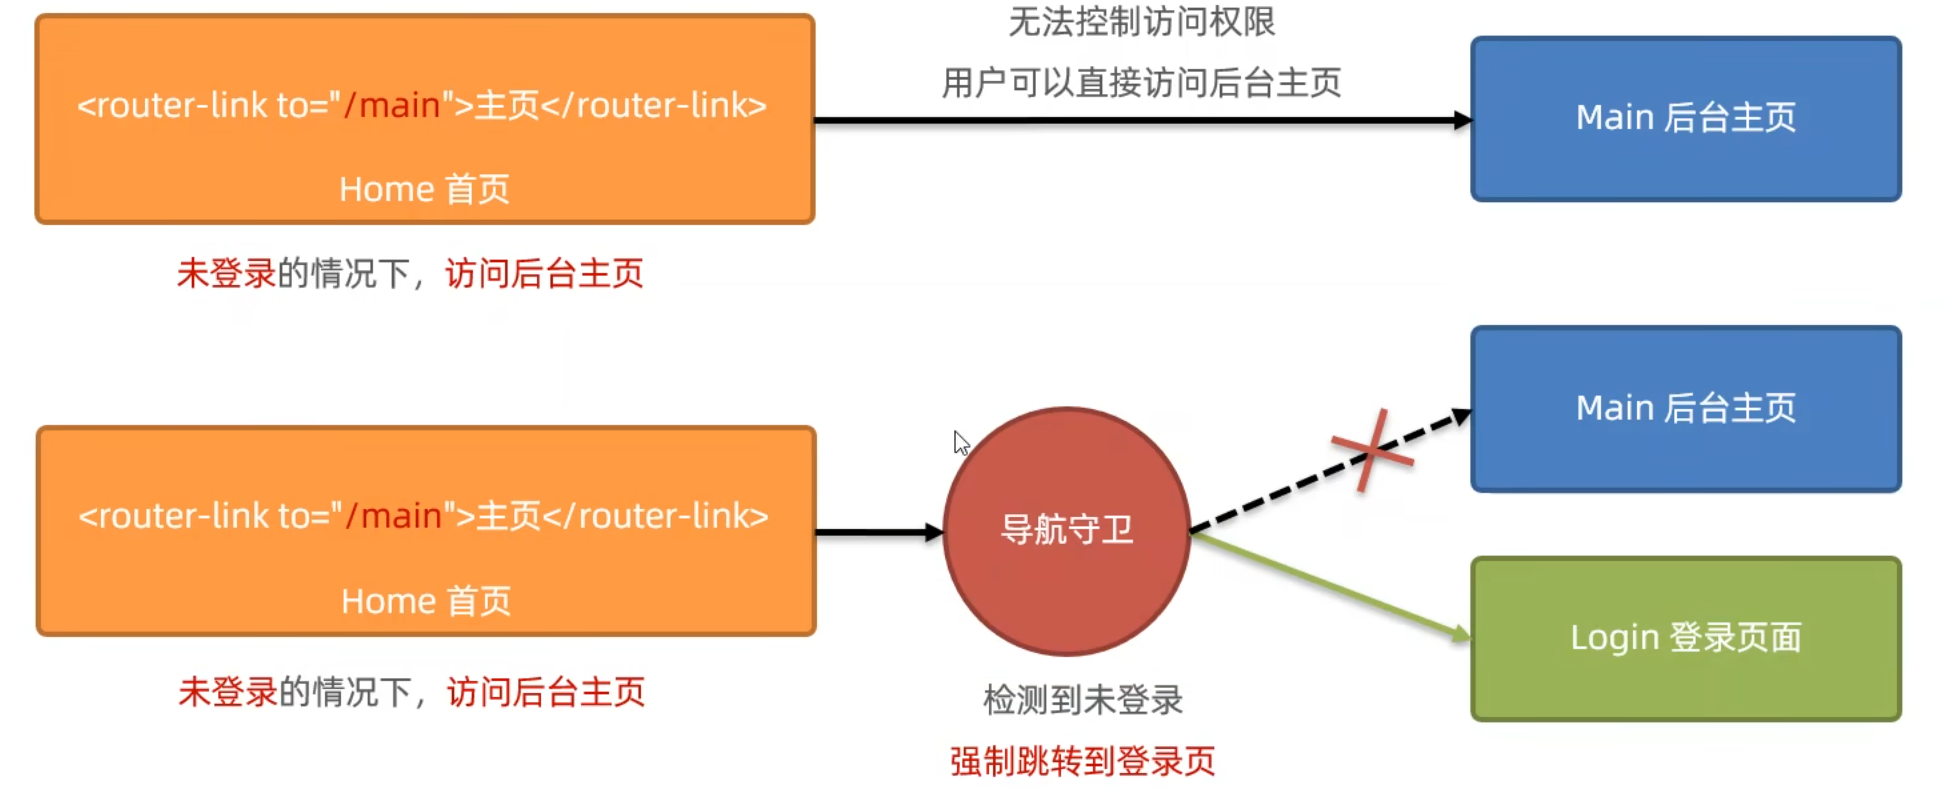 无法控制访问权限
用户可以直接访问后台主页
<router-link to="/main">主页</router-link>
Home 首页
Main 后台主页
未登录的情况下，访问后台主页
<router-link to="/main">主页</router-link>
Home 首页
导航守卫
Main 后台主页
Login 登录页面
未登录的情况下，访问后台主页
检测到未登录
强制跳转到登录页